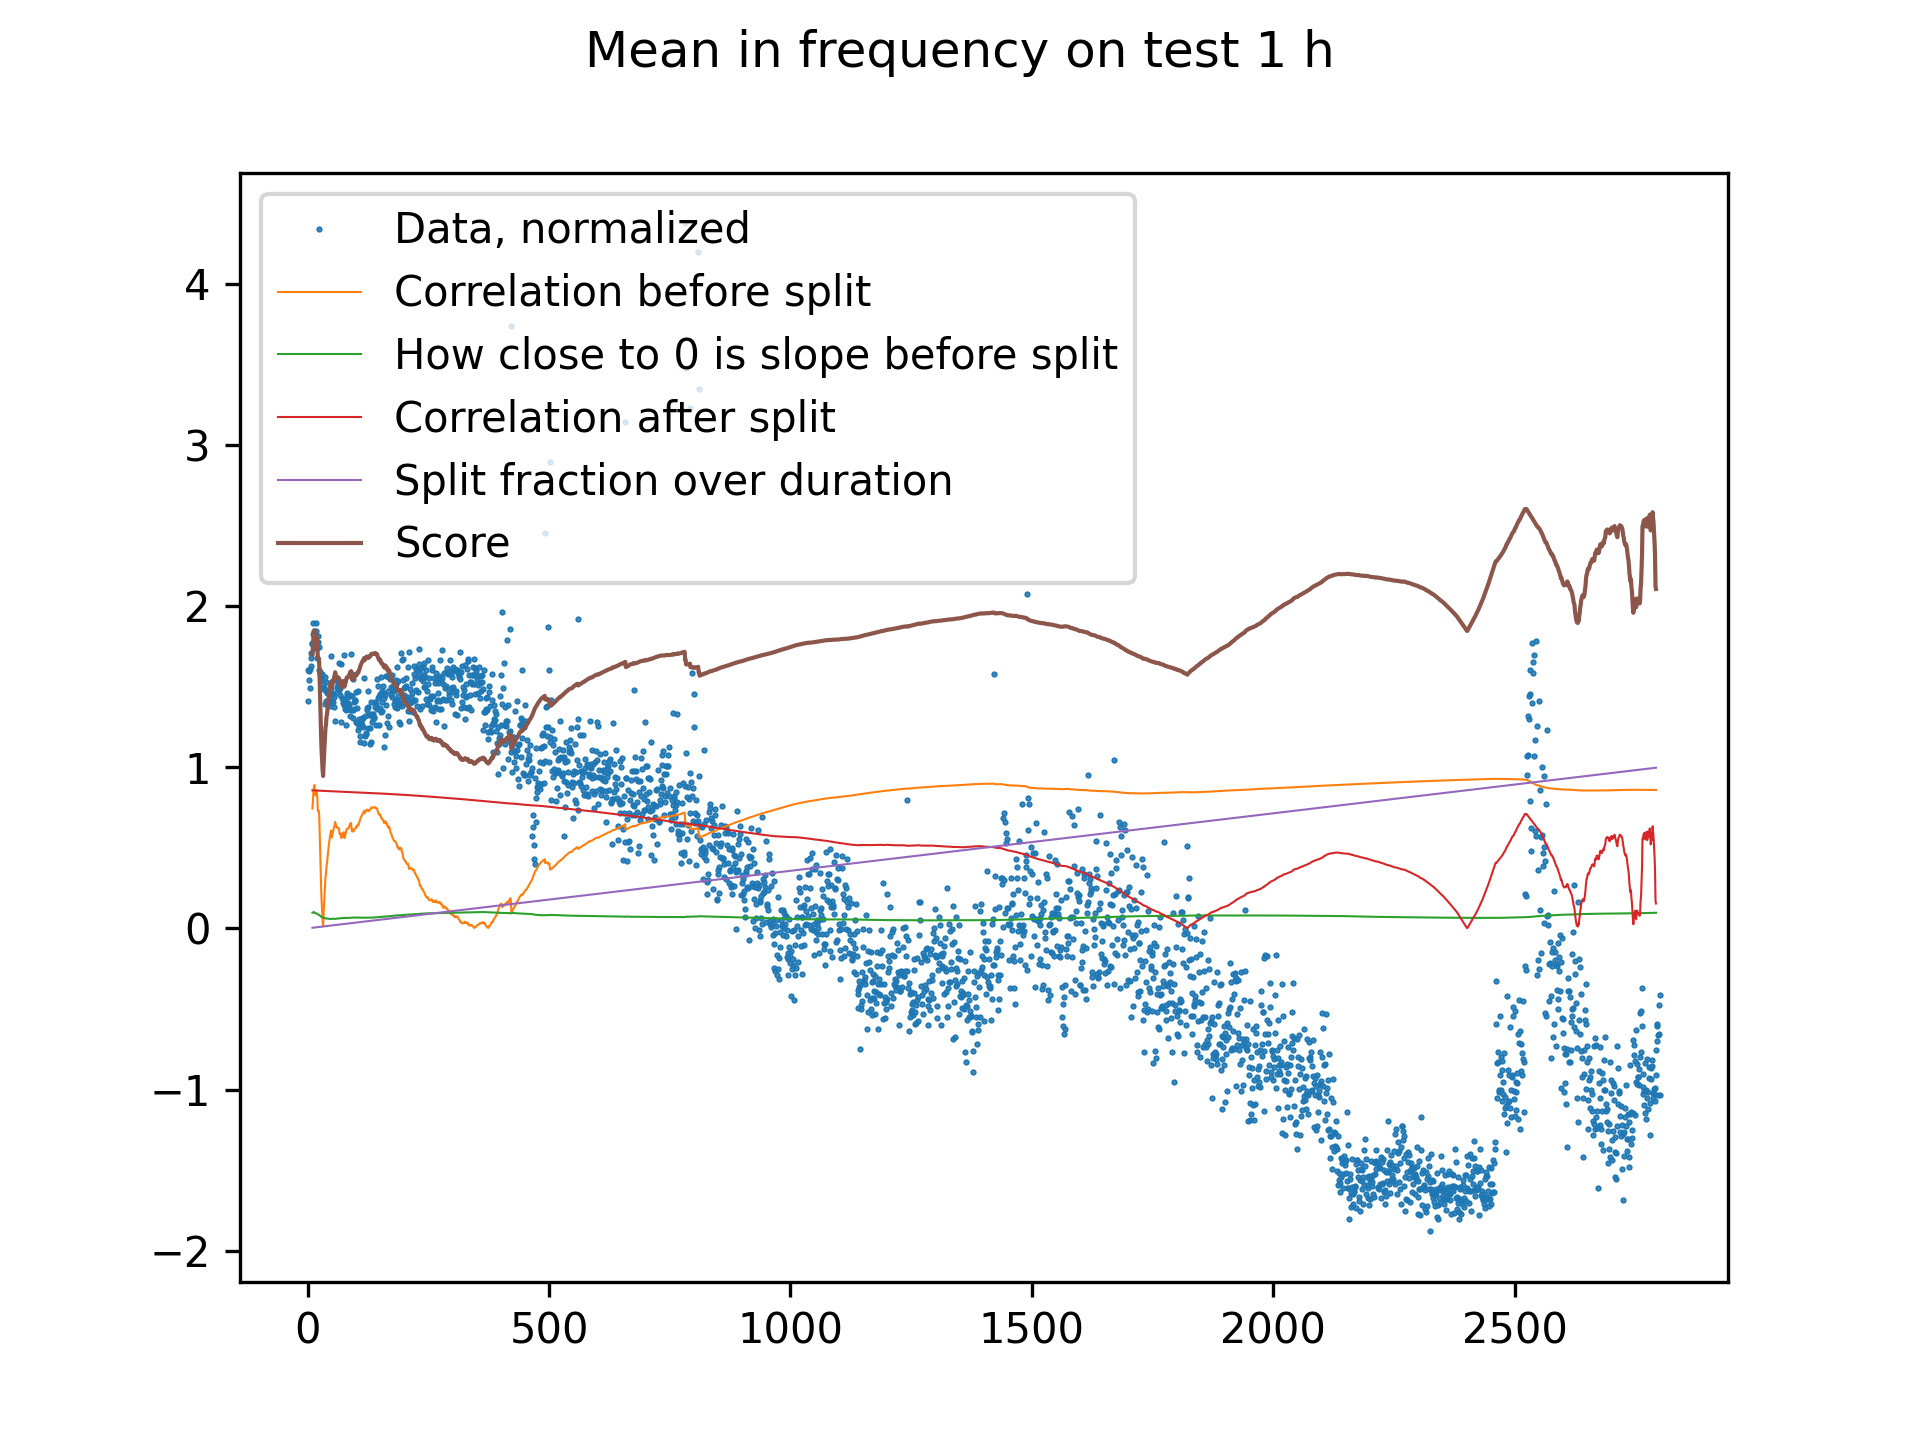 Mean in frequency on test 1 h
Data, normalized
Correlation before split
How close to 0 is slope before split
Correlation after split
Split fraction over duration
Score
4
3
2
1
0
−1
−2
0 500 1000 1500 2000 2500